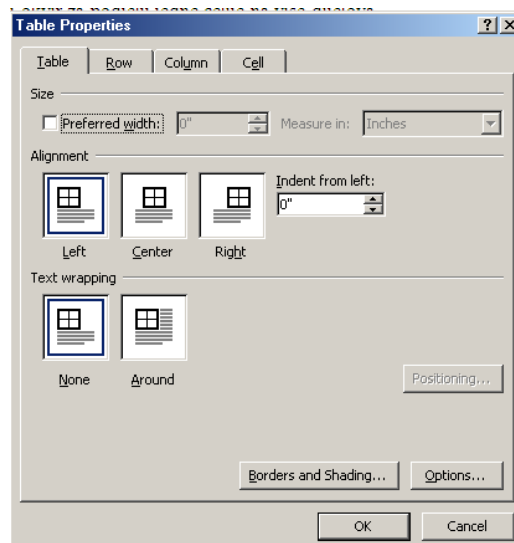 Table Properties
Table Row Column Cell
Size
Preferred width: 0" Measure in: Inches
Alignment
Indent from left:
0"
Left Center Right
Text wrapping
None Around
Positioning...
Borders and Shading... Options...
OK Cancel